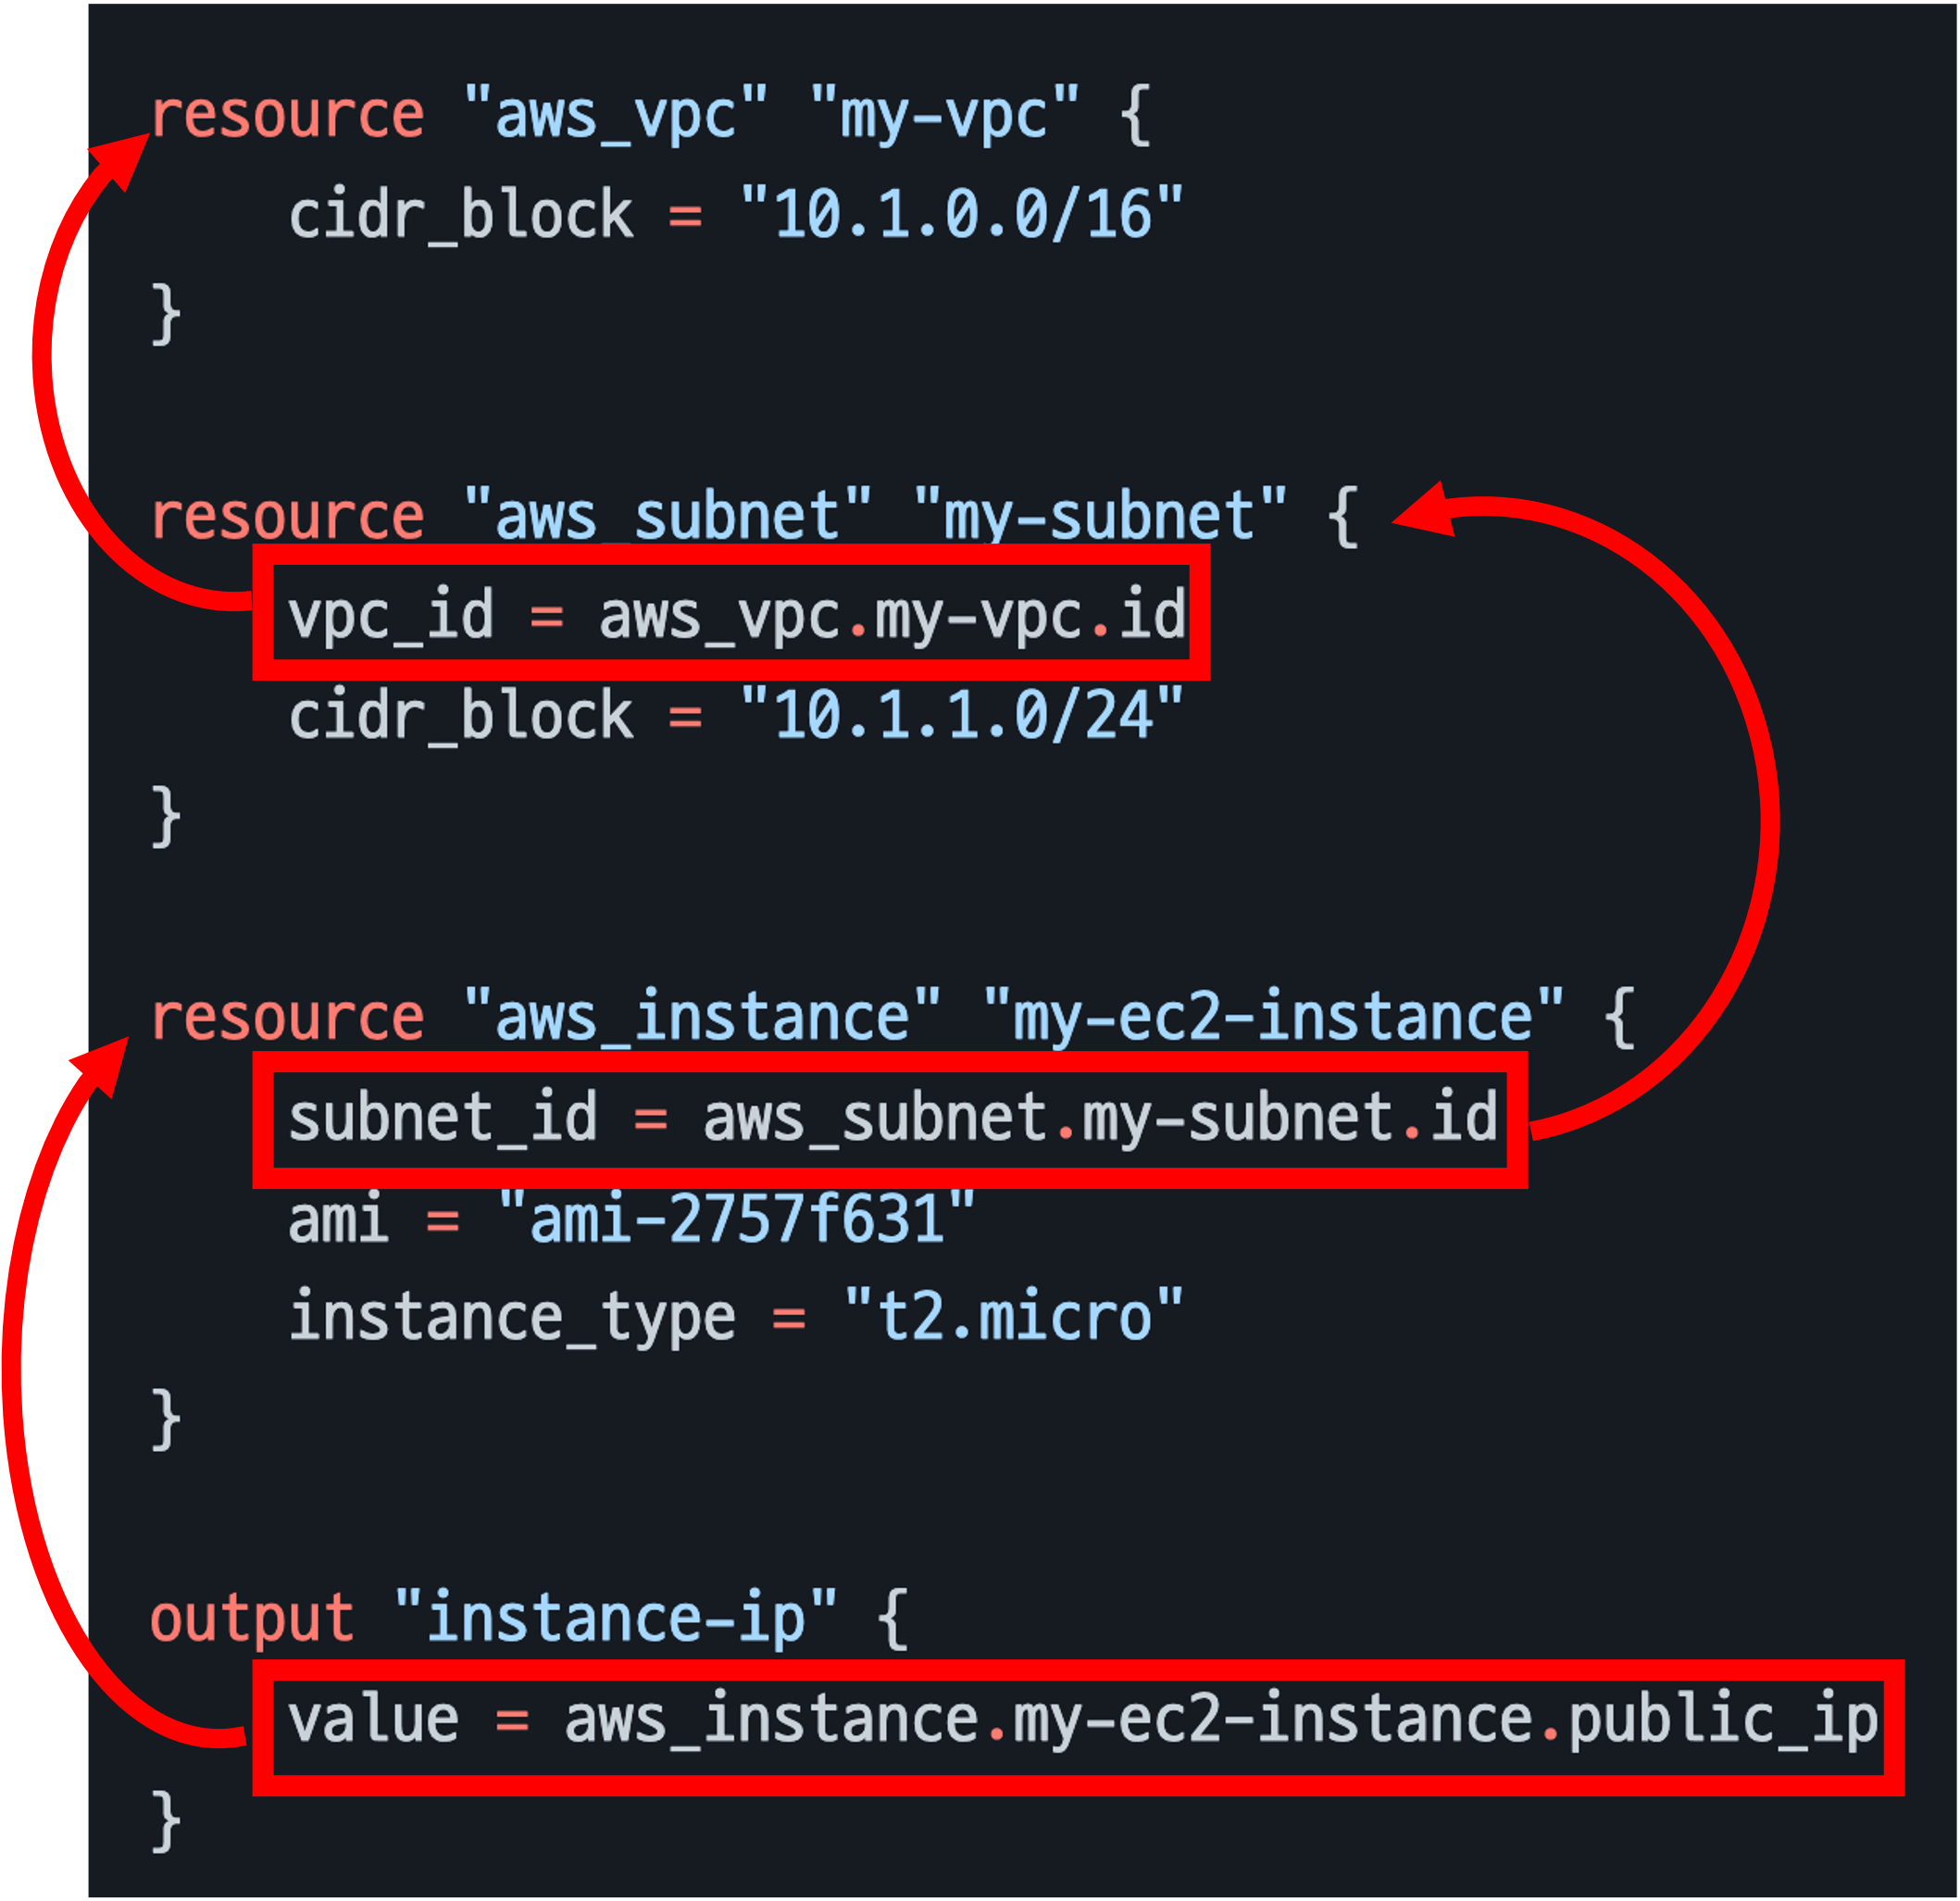 resource "aws_vpc" "my-vpc" {
cidr_block = "10.1.0.0/16"
}
resource "aws_subnet" "my-subnet" {
vpc_id = aws_vpc.my-vpc.id
cidr_block = "10.1.1.0/24"
}
resource "aws_instance" "my-ec2-instance" {
subnet_id = aws_subnet.my-subnet.id
ami = "ami-2757f631"
instance_type = "t2.micro"
}
output "instance-ip" {
value = aws_instance.my-ec2-instance.public_ip
}